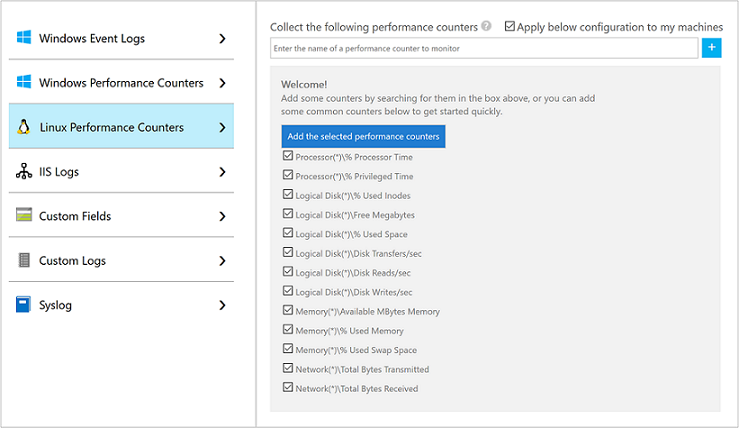 Windows Event Logs
Windows Performance Counters
Linux Performance Counters
IIS Logs
Custom Fields
Custom Logs
Syslog
Collect the following performance counters ? Apply below configuration to my machines
Enter the name of a performance counter to monitor +
Welcome!
Add some counters by searching for them in the box above, or you can add
some common counters below to get started quickly.
Add the selected performance counters
Processor(*)\% Processor Time
Processor(*)\% Privileged Time
Logical Disk(*)\% Used Inodes
Logical Disk(*)\Free Megabytes
Logical Disk(*)\% Used Space
Logical Disk(*)\Disk Transfers/sec
Logical Disk(*)\Disk Reads/sec
Logical Disk(*)\Disk Writes/sec
Memory(*)\Available MBytes Memory
Memory(*)\% Used Memory
Memory(*)\% Used Swap Space
Network(*)\Total Bytes Transmitted
Network(*)\Total Bytes Received